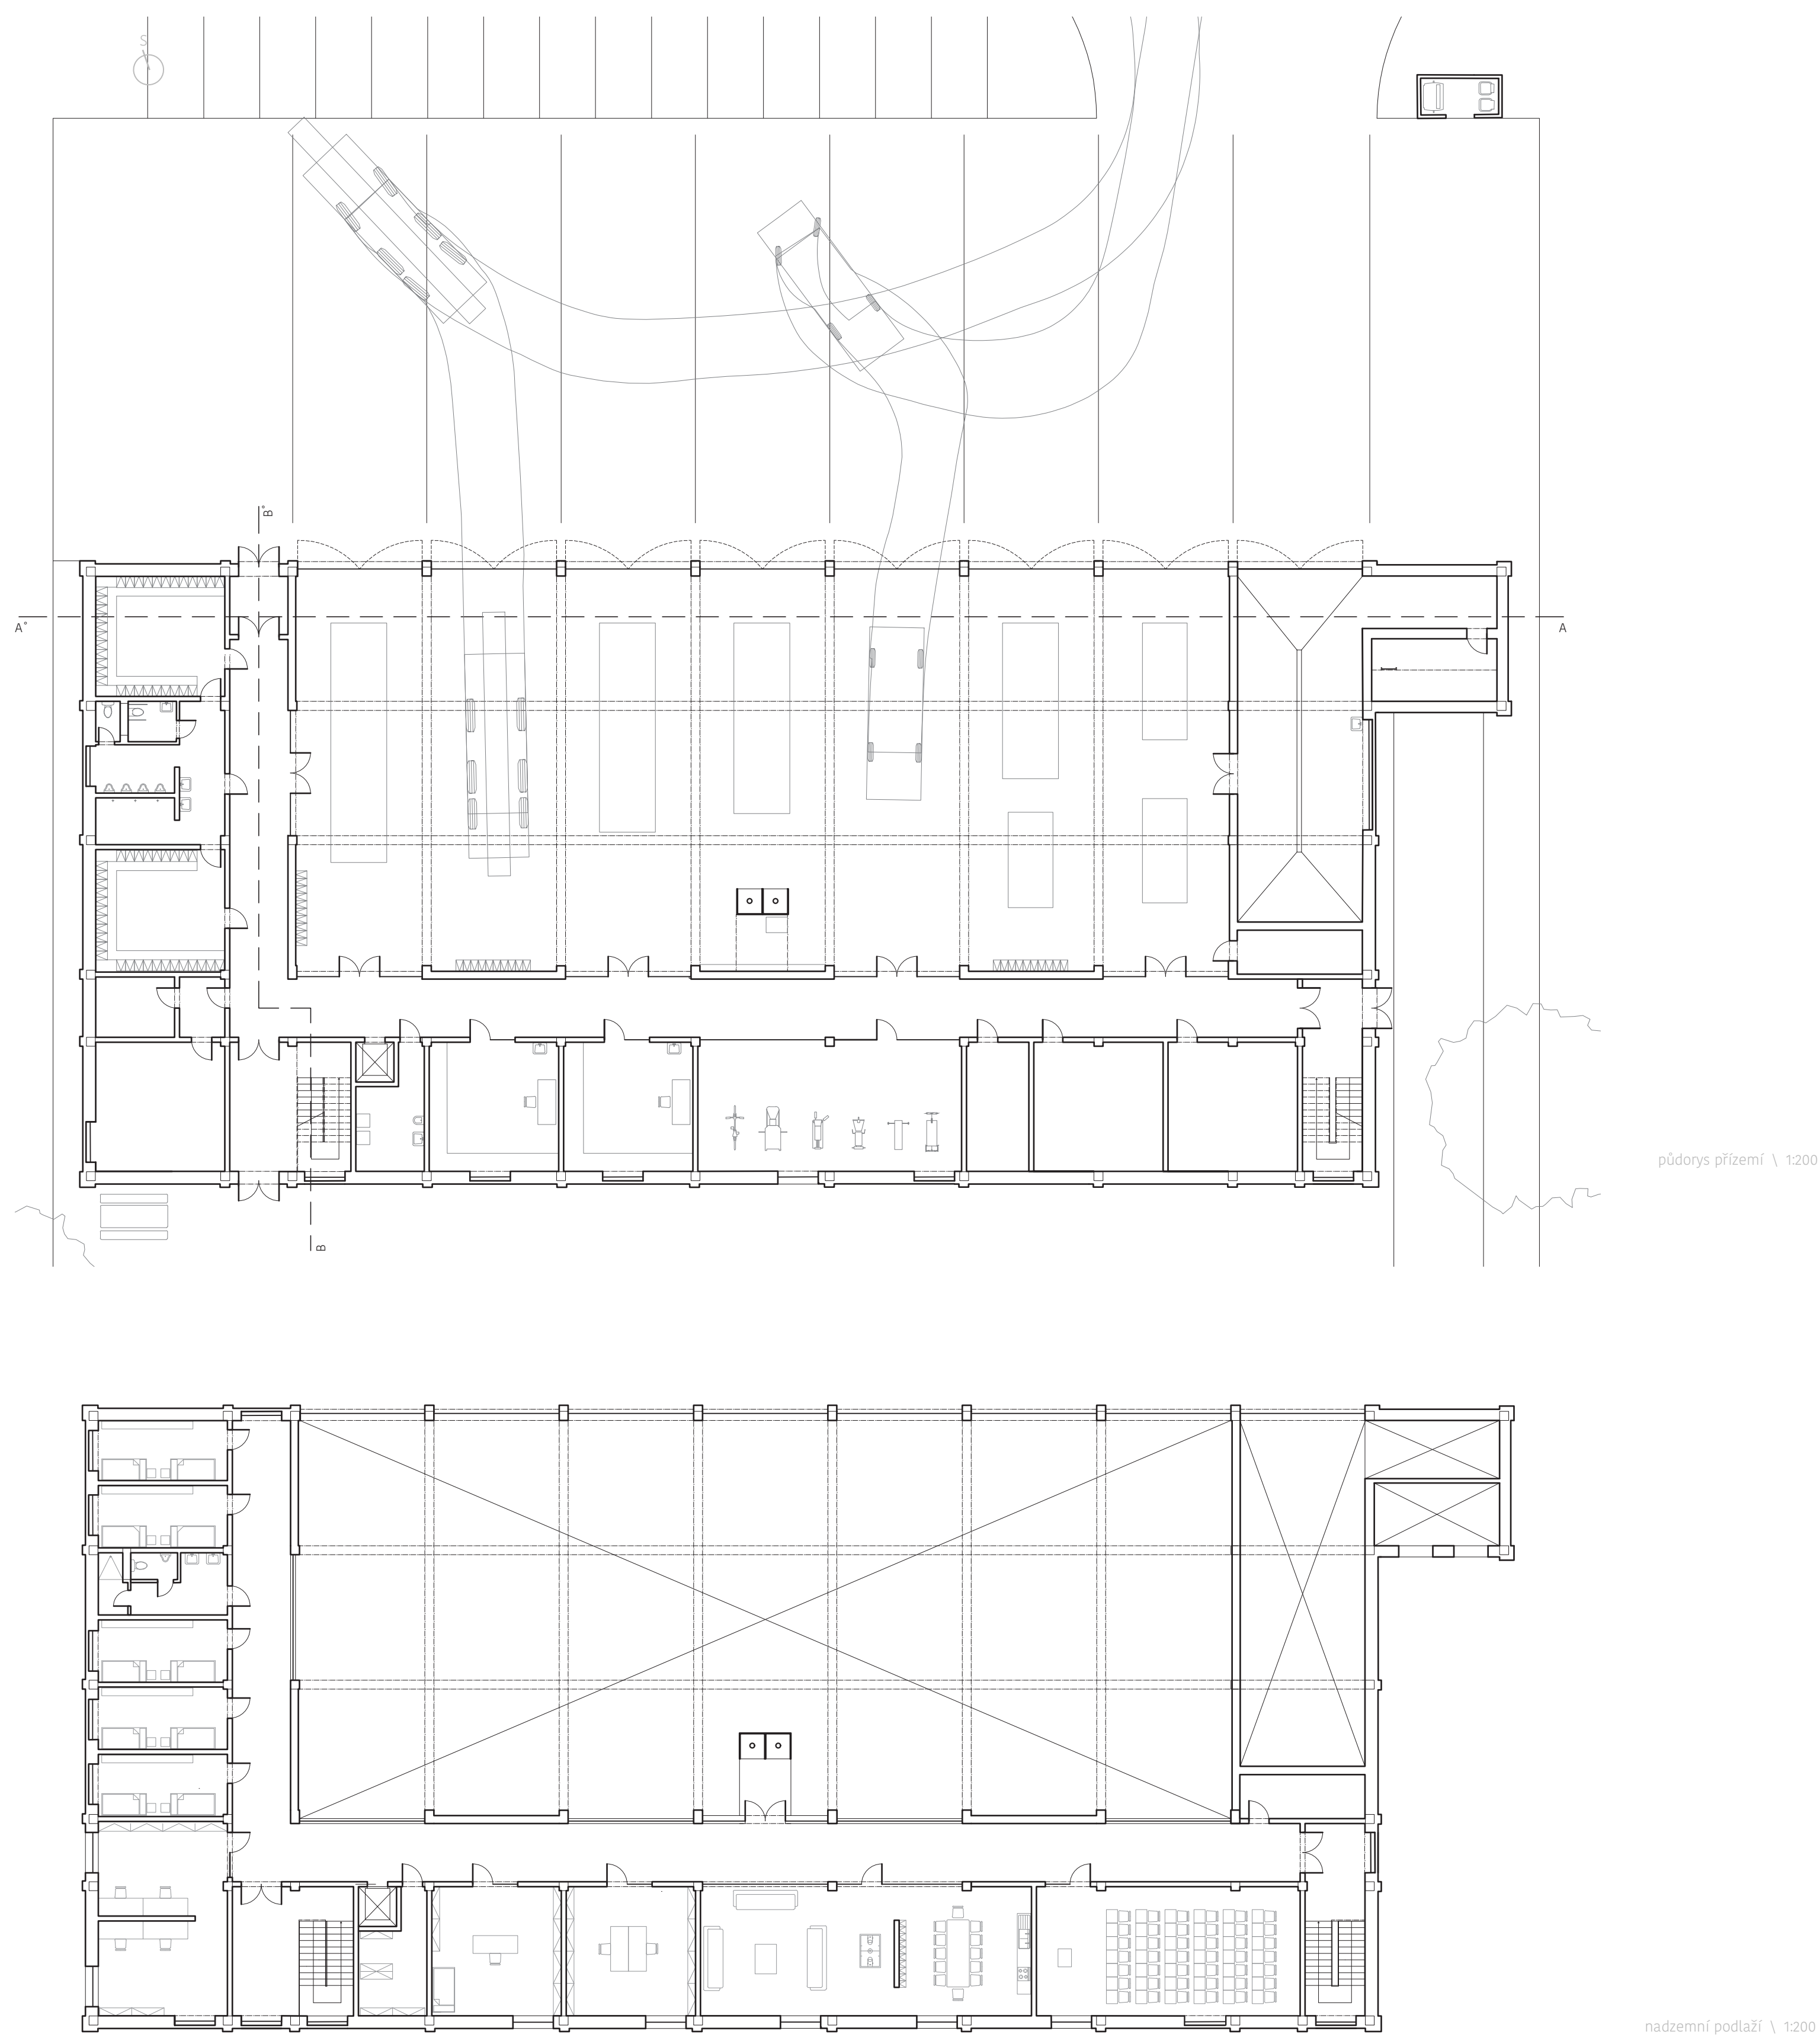 S
B'
A'
A
půdorys přízemí \ 1:200
B
nadzemní podlaží \ 1:200